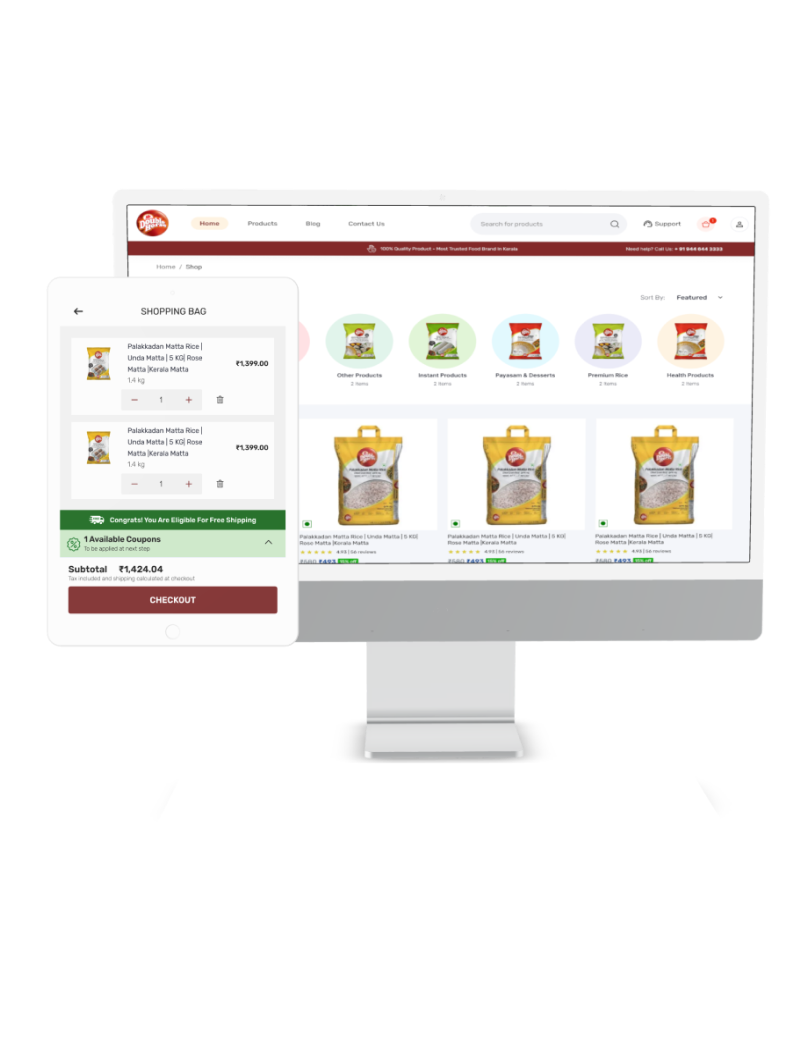 Double Horse
Home
Products
Blog
Contact Us
Search for products
Support
100% Quality Product - Most Trusted Food Brand in Kerala
Need help? Call Us: + 91 944 844 3333
Home / Shop
Sort By: Featured
Other Products
2 Items
Instant Products
2 Items
Payasam & Desserts
2 Items
Premium Rice
2 Items
Health Products
2 Items
Palakkadan Matta Rice | Unda Matta | 5 KG|
Rose Matta |Kerala Matta
4.93 | 56 reviews
₹580 ₹493
Palakkadan Matta Rice | Unda Matta | 5 KG|
Rose Matta |Kerala Matta
4.93 | 56 reviews
₹580 ₹493
Palakkadan Matta Rice | Unda Matta | 5 KG|
Rose Matta |Kerala Matta
4.93 | 56 reviews
₹580 ₹493
SHOPPING BAG
Palakkadan Matta Rice |
Unda Matta | 5 KG| Rose
Matta |Kerala Matta
₹1,399.00
1.4 kg
1
Palakkadan Matta Rice |
Unda Matta | 5 KG| Rose
Matta |Kerala Matta
₹1,399.00
1.4 kg
1
Congrats! You Are Eligible For Free Shipping
1 Available Coupons
To be applied at next step
Subtotal ₹1,424.04
Tax included and shipping calculated at checkout
CHECKOUT